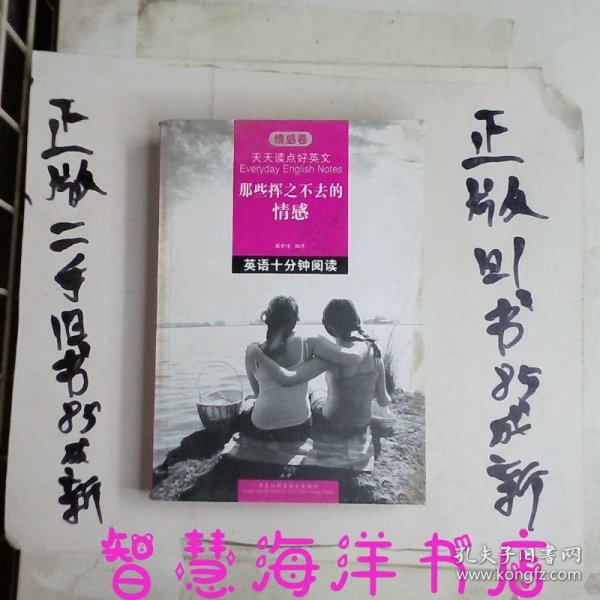 正版二手旧书85成新
情感卷
天天读点好英文
Everyday English Notes
那些挥之不去的
情感
编译
英语十分钟阅读
正版旧书85成新
智慧海洋书店
孔夫子旧书网
www.kongfz.com